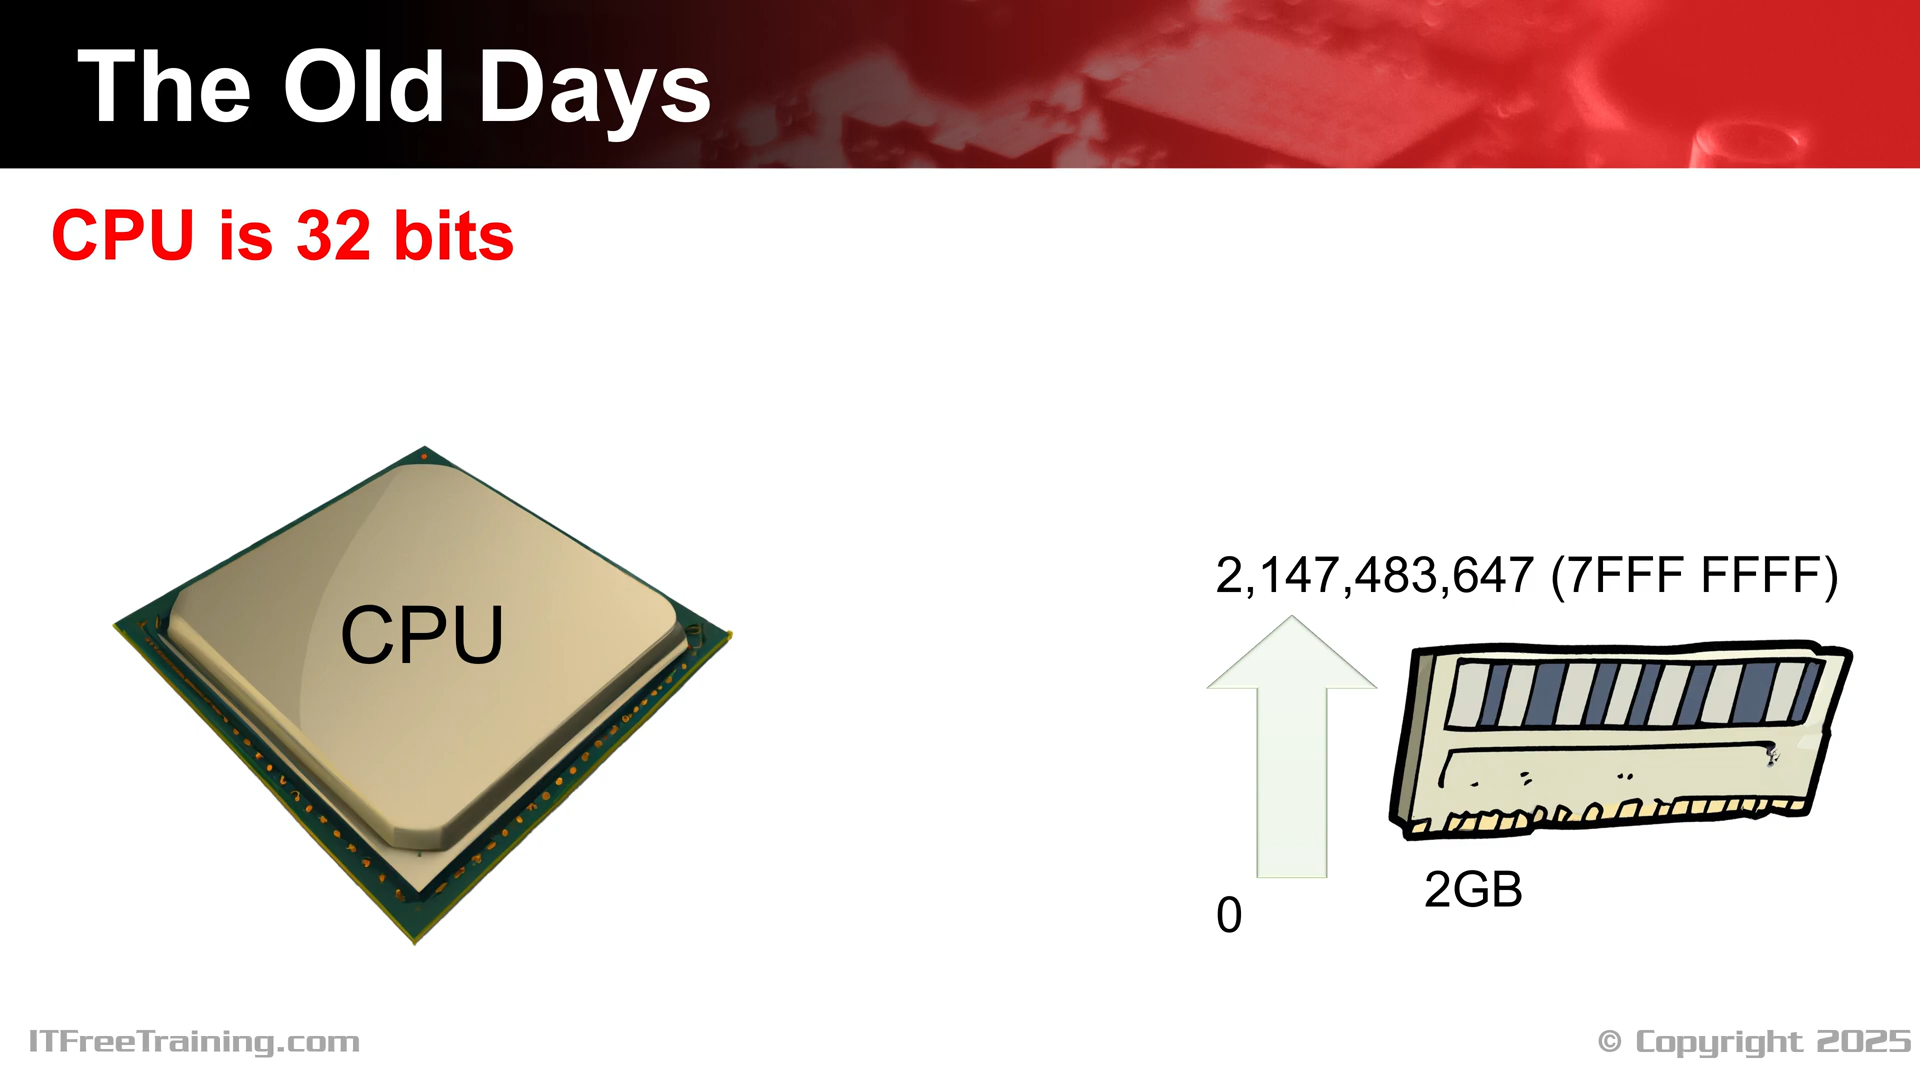 The Old Days
CPU is 32 bits
CPU
2,147,483,647 (7FFF FFFF)
0
2GB
ITFreeTraining.com
© Copyright 2025